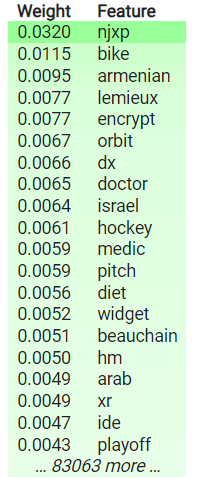 Weight Feature
0.0320 njxp
0.0115 bike
0.0095 armenian
0.0077 lemieux
0.0077 encrypt
0.0067 orbit
0.0066 dx
0.0065 doctor
0.0064 israel
0.0061 hockey
0.0059 medic
0.0059 pitch
0.0056 diet
0.0052 widget
0.0051 beauchain
0.0050 hm
0.0049 arab
0.0049 xr
0.0047 ide
0.0043 playoff
… 83063 more …